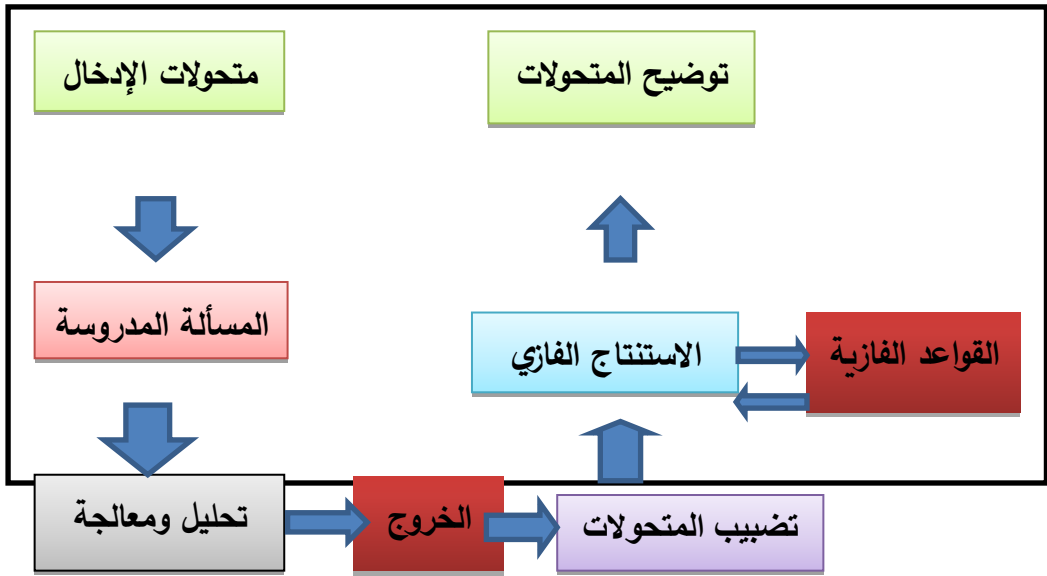 متحولات الإدخال
توضيح المتحولات
المسألة المدروسة
الاستنتاج الفازي
القواعد الفازية
تحليل ومعالجة
الخروج
تضبيب المتحولات